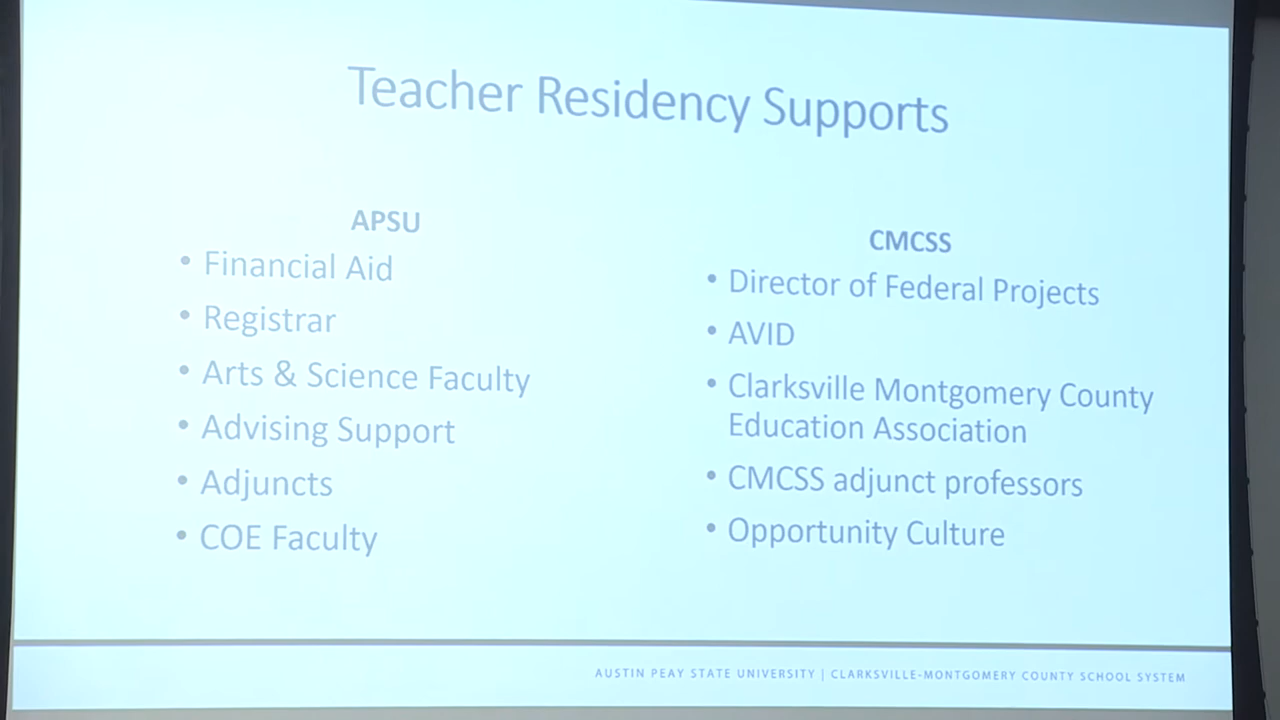 Teacher Residency Supports
APSU
• Financial Aid
• Registrar
• Arts & Science Faculty
• Advising Support
• Adjuncts
• COE Faculty
CMCSS
• Director of Federal Projects
• AVID
• Clarksville Montgomery County
Education Association
• CMCSS adjunct professors
• Opportunity Culture
AUSTIN PEAY STATE UNIVERSITY | CLARKSVILLE-MONTGOMERY COUNTY SCHOOL SYSTEM